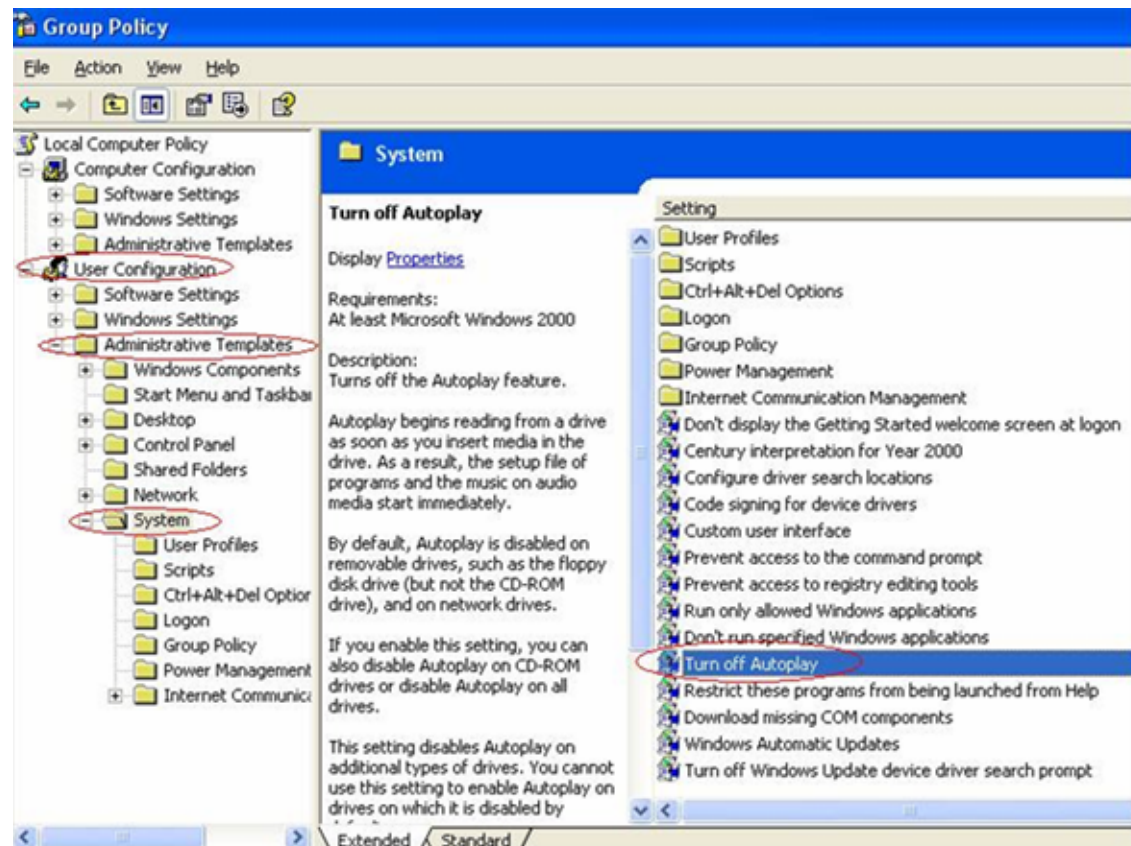 Group Policy
File Action View Help
Local Computer Policy
Computer Configuration
Software Settings
Windows Settings
Administrative Templates
User Configuration
Software Settings
Windows Settings
Administrative Templates
Windows Components
Start Menu and Taskbar
Desktop
Control Panel
Shared Folders
Network
System
User Profiles
Scripts
Ctrl+Alt+Del Option
Logon
Group Policy
Power Management
Internet Communica
System
Turn off Autoplay
Display Properties
Requirements:
At least Microsoft Windows 2000
Description:
Turns off the Autoplay feature.
Autoplay begins reading from a drive
as soon as you insert media in the
drive. As a result, the setup file of
programs and the music on audio
media start immediately.
By default, Autoplay is disabled on
removable drives, such as the floppy
disk drive (but not the CD-ROM
drive), and on network drives.
If you enable this setting, you can
also disable Autoplay on CD-ROM
drives or disable Autoplay on all
drives.
This setting disables Autoplay on
additional types of drives. You cannot
use this setting to enable Autoplay on
drives on which it is disabled by
Setting
User Profiles
Scripts
Ctrl+Alt+Del Options
Logon
Group Policy
Power Management
Internet Communication Management
Don't display the Getting Started welcome screen at logon
Century interpretation for Year 2000
Configure driver search locations
Code signing for device drivers
Custom user interface
Prevent access to the command prompt
Prevent access to registry editing tools
Run only allowed Windows applications
Don't run specified Windows applications
Turn off Autoplay
Restrict these programs from being launched from Help
Download missing COM components
Windows Automatic Updates
Turn off Windows Update device driver search prompt
Extended Standard